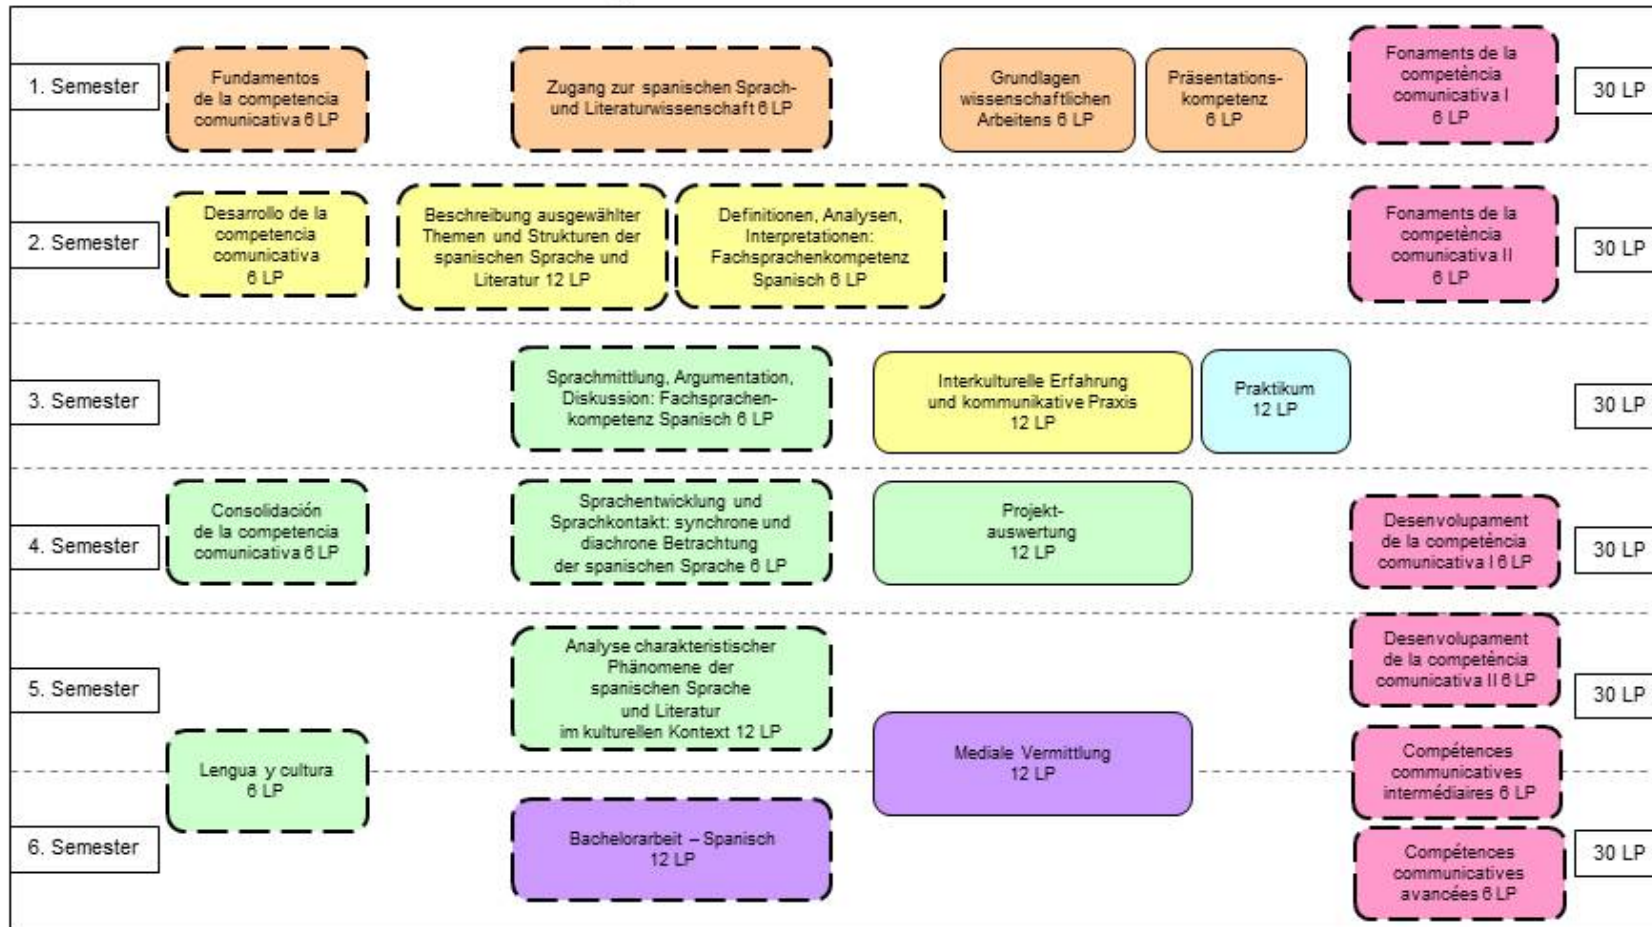 1. Semester
Fundamentos
de la competencia
comunicativa 6 LP
Zugang zur spanischen Sprach-
und Literaturwissenschaft 6 LP
Grundlagen
wissenschaftlichen
Arbeitens 6 LP
Präsentations-
kompetenz
6 LP
Fonaments de la
competència
comunicativa I
6 LP
30 LP
2. Semester
Desarrollo de la
competencia
comunicativa
6 LP
Beschreibung ausgewählter
Themen und Strukturen der
spanischen Sprache und
Literatur 12 LP
Definitionen, Analysen,
Interpretationen:
Fachsprachenkompetenz
Spanisch 6 LP
Fonaments de la
competència
comunicativa II
6 LP
30 LP
3. Semester
Sprachmittlung, Argumentation,
Diskussion: Fachsprachen-
kompetenz Spanisch 6 LP
Interkulturelle Erfahrung
und kommunikative Praxis
12 LP
Praktikum
12 LP
30 LP
4. Semester
Consolidación
de la competencia
comunicativa 6 LP
Sprachentwicklung und
Sprachkontakt: synchrone und
diachrone Betrachtung
der spanischen Sprache 6 LP
Projekt-
auswertung
12 LP
Desenvolupament
de la competència
comunicativa I 6 LP
30 LP
5. Semester
Analyse charakteristischer
Phänomene der
spanischen Sprache
und Literatur
im kulturellen Kontext 12 LP
Desenvolupament
de la competència
comunicativa II 6 LP
30 LP
Lengua y cultura
6 LP
Mediale Vermittlung
12 LP
Compétences
communicatives
intermédiaires 6 LP
6. Semester
Bachelorarbeit – Spanisch
12 LP
Compétences
communicatives
avancées 6 LP
30 LP